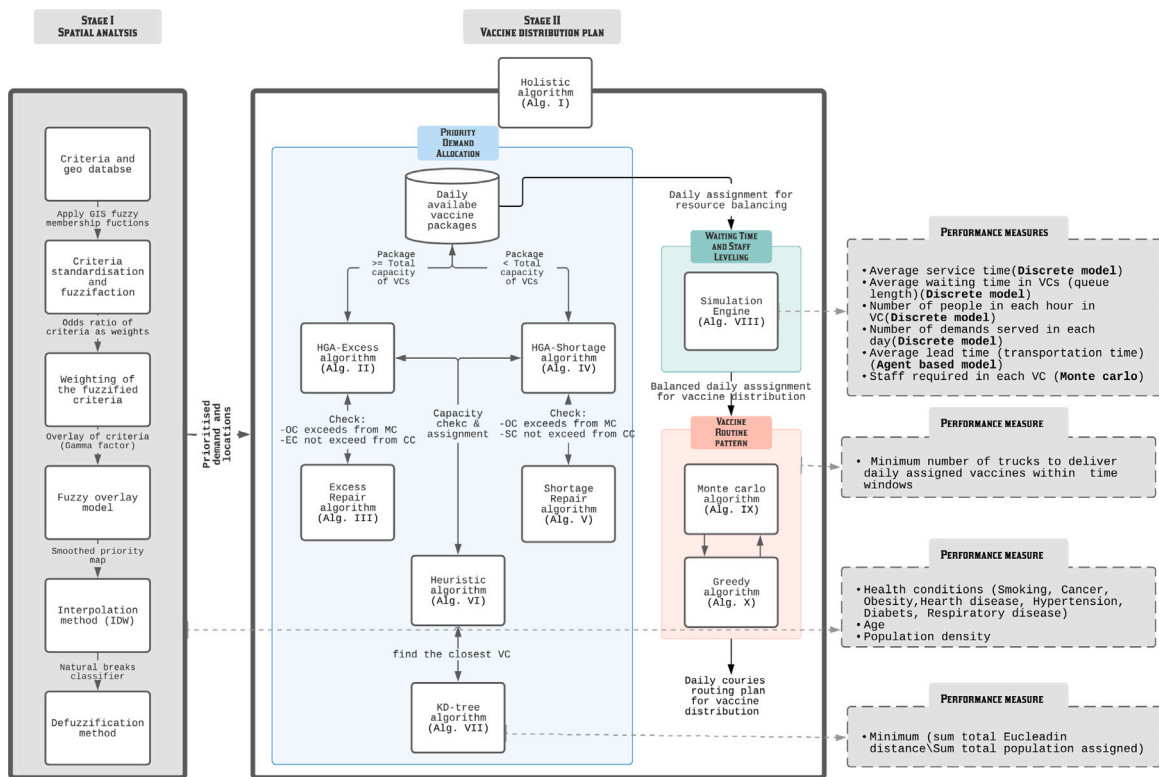 STAGE I
SPATIAL ANALYSIS
STAGE II
VACCINE DISTRIBUTION PLAN
Criteria and
geo databse
Apply GIS fuzzy
membership fuctions
Criteria
standardisation
and
fuzzifaction
Odds ratio of
criteria as weights
Weighting of
the fuzzified
criteria
Overlay of criteria
(Gamma factor)
Fuzzy overlay
model
Smoothed priority
map
Interpolation
method (IDW)
Natural breaks
classifier
Defuzzification
method
Prioritised
demand and
locations
Holistic
algorithm
(Alg. I)
PRIORITY
DEMAND
ALLOCATION
Daily
availabe
vaccine
packages
Package
>= Total
capacity
of VCs
Package
< Total
capacity
of VCs
HGA-Excess
algorithm
(Alg. II)
HGA-Shortage
algorithm
(Alg. IV)
Check:
-OC exceeds from MC
-EC not exceed from CC
Capacity
chekc &
assignment
Check:
-OC exceeds from MC
-SC not exceed from CC
Excess
Repair
algorithm
(Alg. III)
Shortage
Repair
algorithm
(Alg. V)
Heuristic
algorithm
(Alg. VI)
find the closest VC
KD-tree
algorithm
(Alg. VII)
Daily assignment for
resource balancing
WAITING TIME
AND STAFF
LEVELING
Simulation
Engine
(Alg. VIII)
Balanced daily asssignment
for vaccine distribution
VACCINE
ROUTINE
PATTERN
Monte carlo
algorithm
(Alg. IX)
Greedy
algorithm
(Alg. X)
Daily couries
routing plan
for vaccine
distribution
PERFORMANCE MEASURES
•Average service time(Discrete model)
•Average waiting time in VCs (queue
length)(Discrete model)
•Number of people in each hour in
VC(Discrete model)
•Number of demands served in each
day(Discrete model)
•Average lead time (transportation time)
(Agent based model)
•Staff required in each VC (Monte carlo)
PERFORMANCE MEASURE
• Minimum number of trucks to deliver
daily assigned vaccines within time
windows
PERFORMANCE MEASURE
•Health conditions (Smoking, Cancer,
Obesity,Hearth disease, Hypertension,
Diabets, Respiratory disease)
•Age
•Population density
PERFORMANCE MEASURE
•Minimum (sum total Eucleadin
distance\Sum total population assigned)